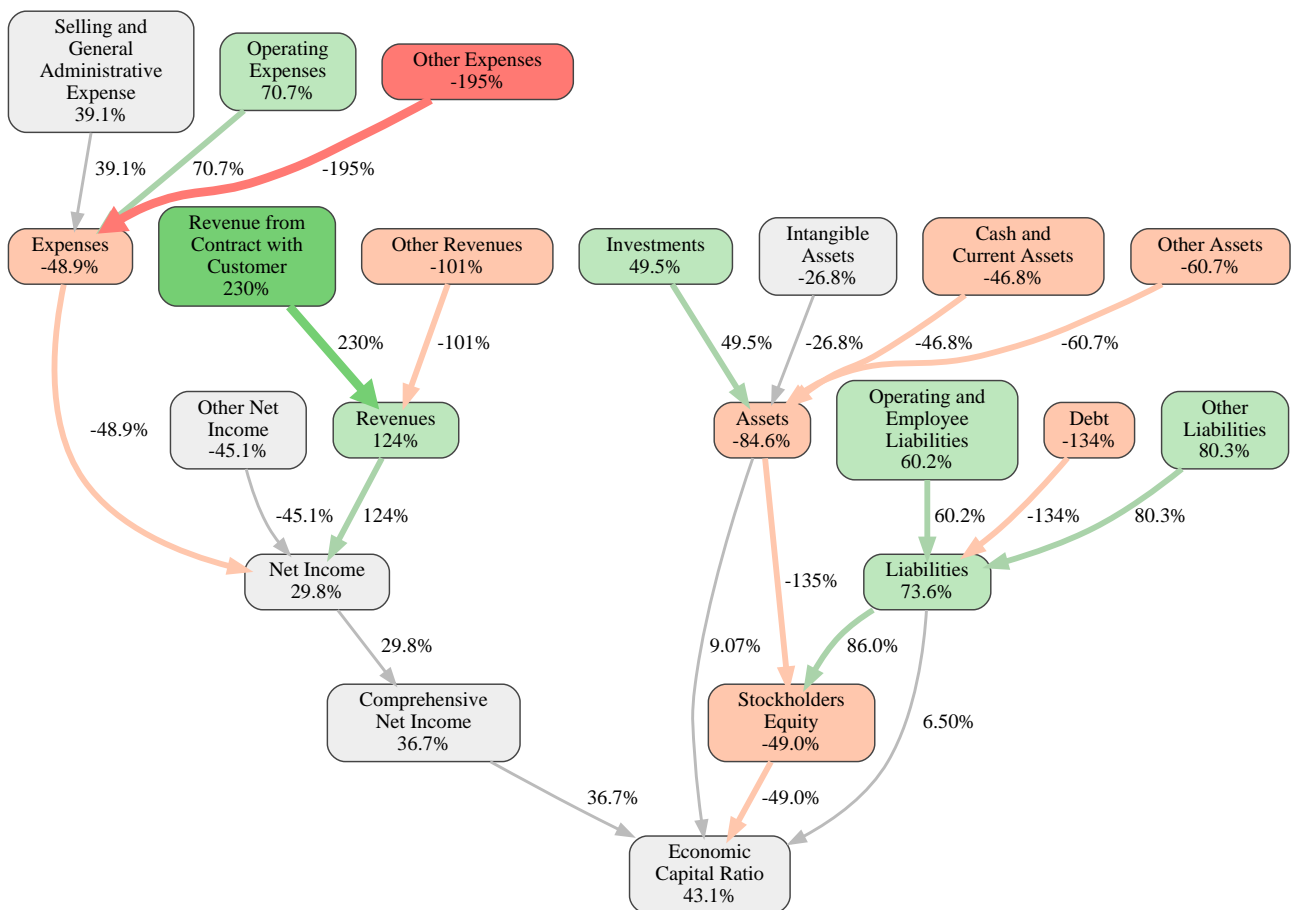 Selling and
General
Administrative
Expense
39.1%
Operating
Expenses
70.7%
Other Expenses
-195%
39.1%
70.7%
-195%
Expenses
-48.9%
Revenue from
Contract with
Customer
230%
Other Revenues
-101%
Investments
49.5%
Intangible
Assets
-26.8%
Cash and
Current Assets
-46.8%
Other Assets
-60.7%
230%
-101%
49.5%
-26.8%
-46.8%
-60.7%
-48.9%
Other Net
Income
-45.1%
Revenues
124%
Assets
-84.6%
Operating and
Employee
Liabilities
60.2%
Debt
-134%
Other
Liabilities
80.3%
-45.1%
124%
60.2%
-134%
80.3%
Net Income
29.8%
-135%
Liabilities
73.6%
29.8%
9.07%
86.0%
Comprehensive
Net Income
36.7%
Stockholders
Equity
-49.0%
6.50%
36.7%
-49.0%
Economic
Capital Ratio
43.1%